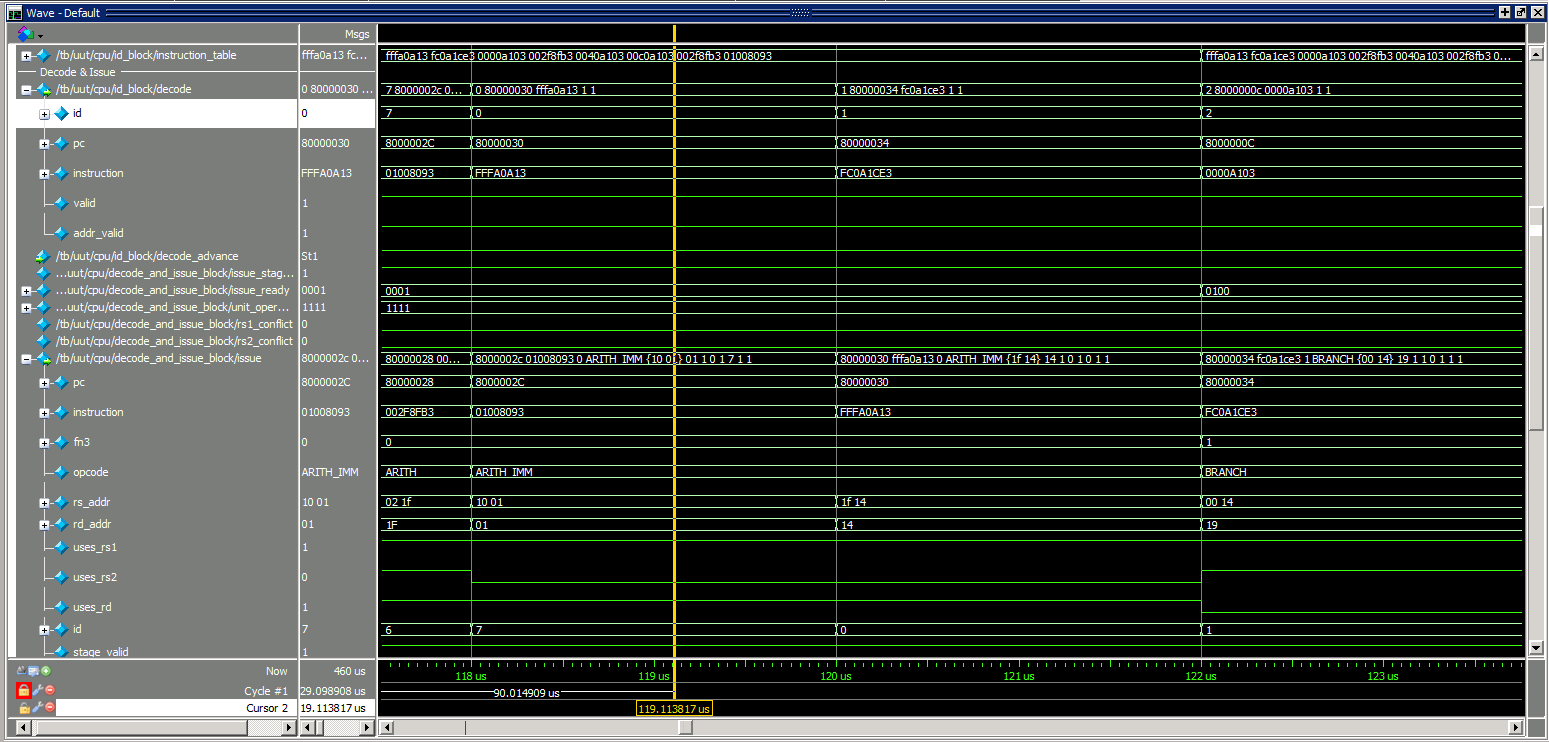 Wave - Default
Msgs
/tb/uut/cpu/id_block/instruction_table fffa0a13 fc... fffa0a13 fc0a1ce3 0000a103 002f8fb3 0040a103 00c0a103 002f8fb3 01008093 fffa0a13 fc0a1ce3 0000a103 002f8fb3 0040a103 002f8fb3 0...
Decode & Issue
/tb/uut/cpu/id_block/decode 0 80000030 ... 7 8000002c 0... 0 80000030 fffa0a13 1 1 1 80000034 fc0a1ce3 1 1 2 8000000c 0000a103 1 1
id 0 7 0 1 2
pc 80000030 8000002C 80000030 80000034 8000000C
instruction FFFA0A13 01008093 FFFA0A13 FC0A1CE3 0000A103
valid 1
addr_valid 1
/tb/uut/cpu/id_block/decode_advance St1
...uut/cpu/decode_and_issue_block/issue_stag... 1
...uut/cpu/decode_and_issue_block/issue_ready 0001 0001 0100
...uut/cpu/decode_and_issue_block/unit_oper... 1111 1111
/tb/uut/cpu/decode_and_issue_block/rs1_conflict 0
/tb/uut/cpu/decode_and_issue_block/rs2_conflict 0
/tb/uut/cpu/decode_and_issue_block/issue 8000002c 0... 80000028 00... 8000002c 01008093 0 ARITH_IMM {10 01} 01 1 0 1 7 1 1 80000030 fffa0a13 0 ARITH_IMM {1f 14} 14 1 0 1 0 1 1 80000034 fc0a1ce3 1 BRANCH {00 14} 19 1 1 0 1 1 1
pc 8000002C 80000028 8000002C 80000030 80000034
instruction 01008093 002F8FB3 01008093 FFFA0A13 FC0A1CE3
fn3 0 0 1
opcode ARITH_IMM ARITH ARITH_IMM BRANCH
rs_addr 10 01 02 1f 10 01 1f 14 00 14
rd_addr 01 1F 01 14 19
uses_rs1 1
uses_rs2 0
uses_rd 1
id 7 6 7 0 1
stage_valid 1
Now 460 us 118 us 119 us 120 us 121 us 122 us 123 us
Cycle #1 29.098908 us 90.014909 us
Cursor 2 19.113817 us 119.113817 us